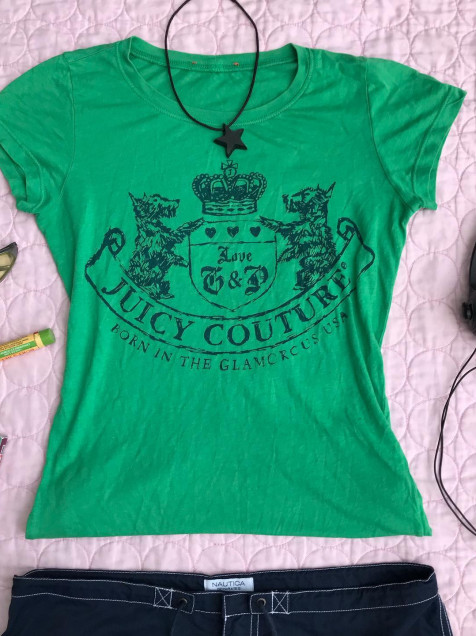 Love
G&P
JUICY COUTURE®
BORN IN THE GLAMOROUS USA
NAUTICA